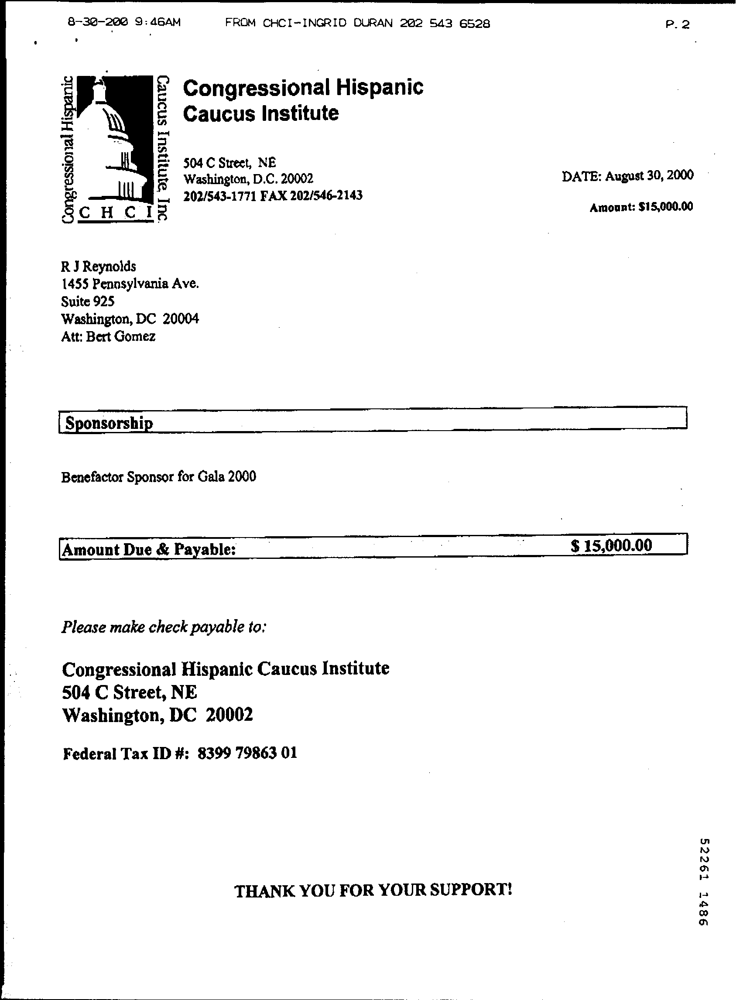 8-30-200 9:46AM FROM CHCI-INGRID DURAN 202 543 6528 P. 2
Congressional Hispanic
Caucus Institute, Inc.
C H C I
Congressional Hispanic
Caucus Institute
504 C Street, NE
Washington, D.C. 20002
202/543-1771 FAX 202/546-2143
DATE: August 30, 2000
Amount: $15,000.00
R J Reynolds
1455 Pennsylvania Ave.
Suite 925
Washington, DC 20004
Att: Bert Gomez
Sponsorship
Benefactor Sponsor for Gala 2000
Amount Due & Payable: $ 15,000.00
Please make check payable to:
Congressional Hispanic Caucus Institute
504 C Street, NE
Washington, DC 20002
Federal Tax ID #: 8399 79863 01
THANK YOU FOR YOUR SUPPORT!
52261 1486